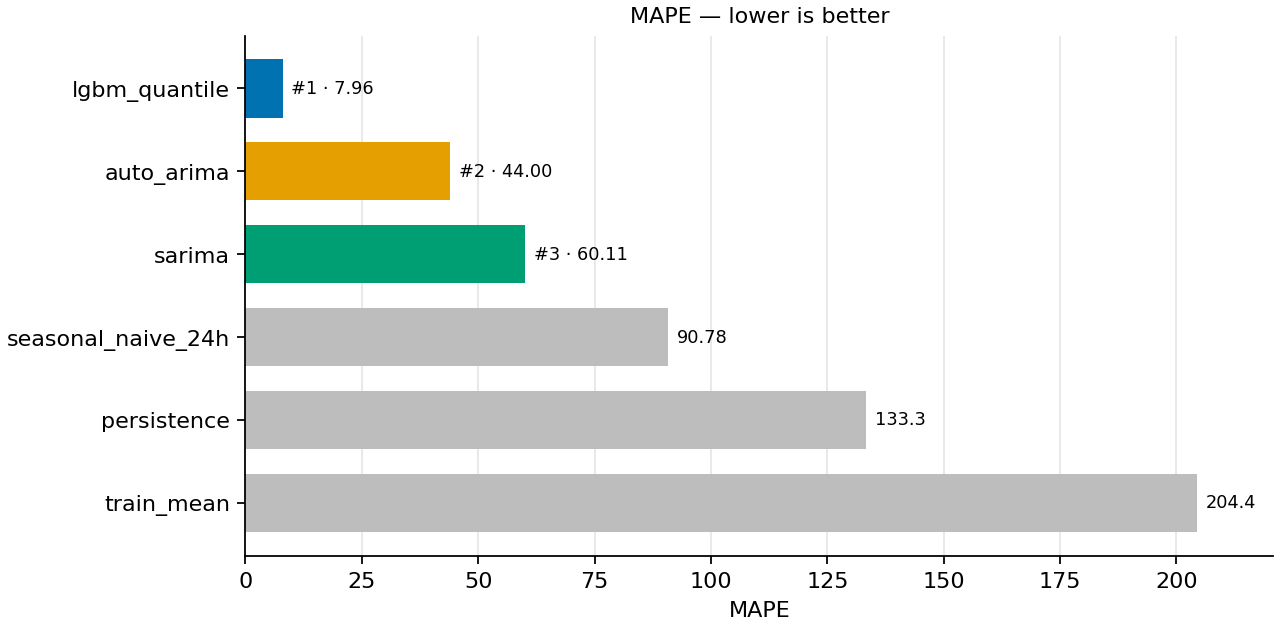 MAPE — lower is better
lgbm_quantile
#1 · 7.96
auto_arima
#2 · 44.00
sarima
#3 · 60.11
seasonal_naive_24h
90.78
persistence
133.3
train_mean
204.4
0 25 50 75 100 125 150 175 200
MAPE